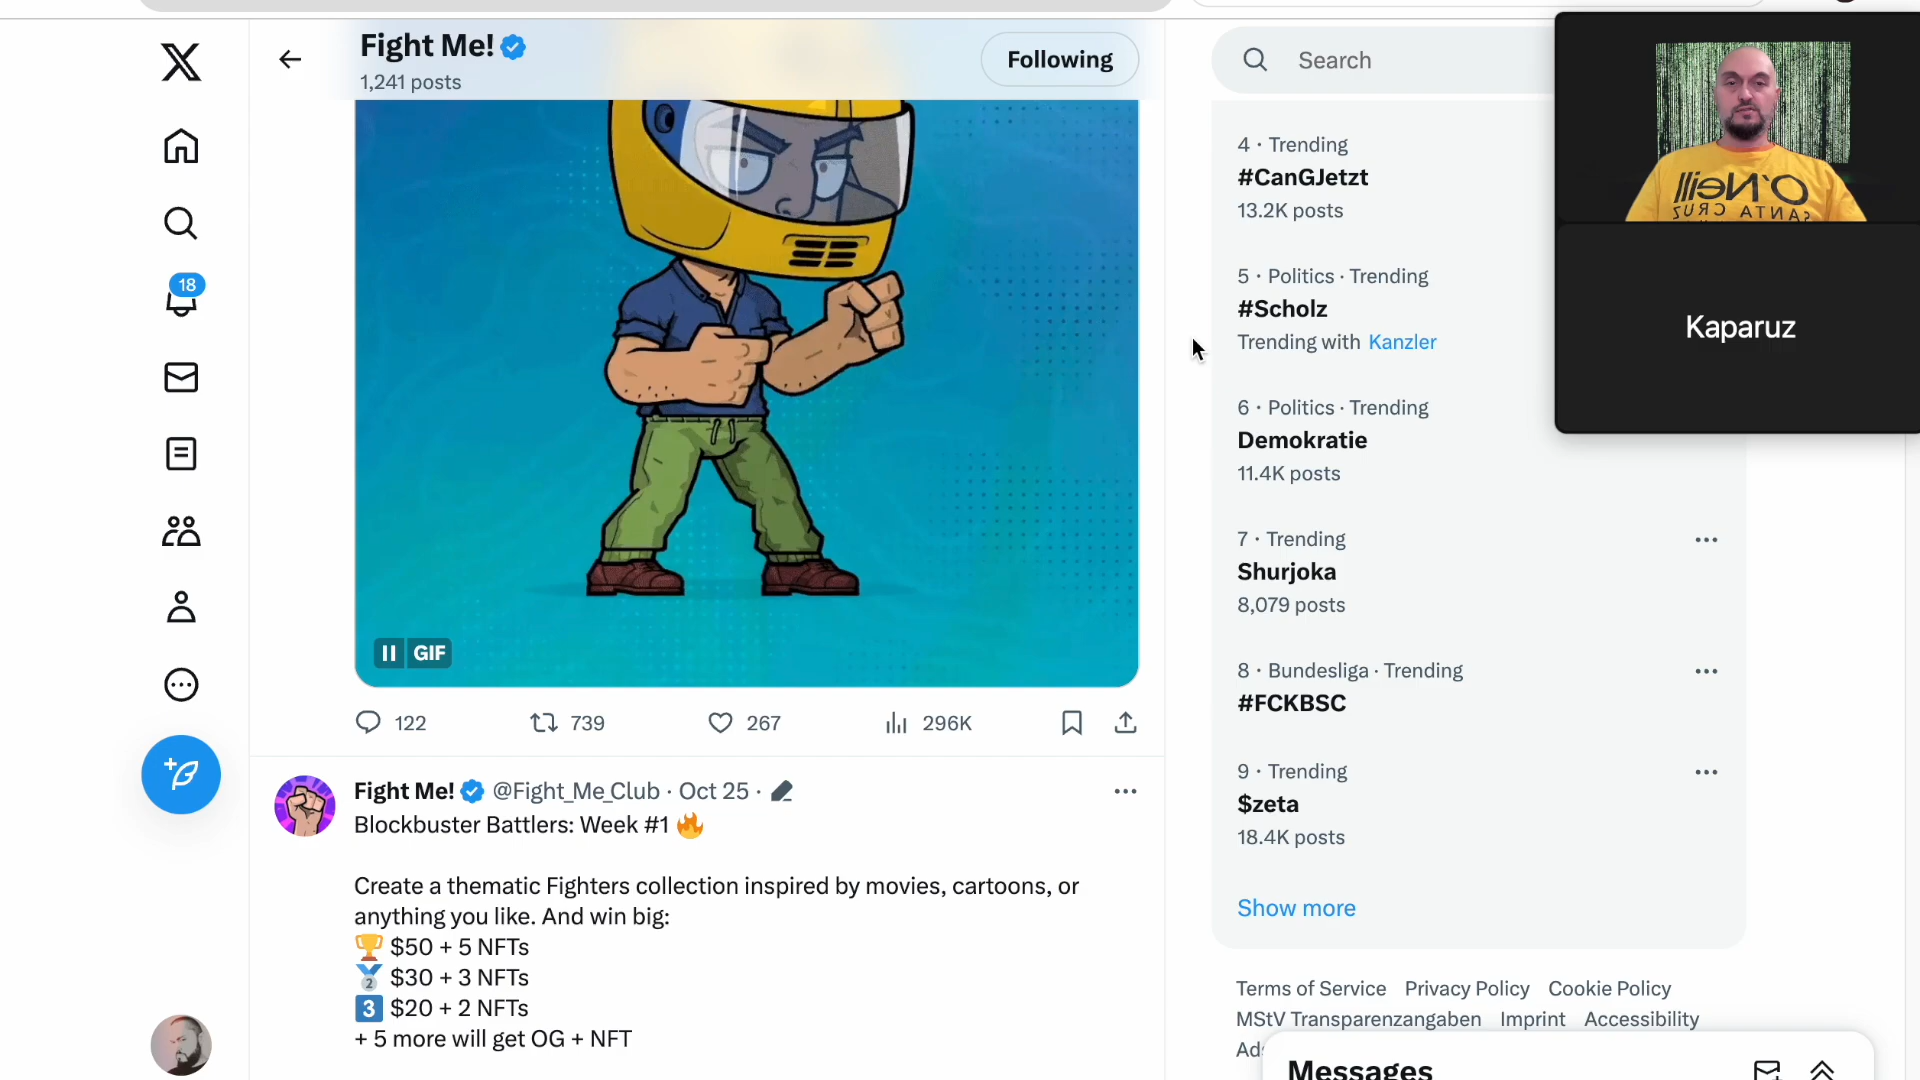 Fight Me!
1,241 posts
Following
Search
4 · Trending
#CanGJetzt
13.2K posts
5 · Politics · Trending
#Scholz
Trending with Kanzler
6 · Politics · Trending
Demokratie
11.4K posts
7 · Trending
Shurjoka
8,079 posts
8 · Bundesliga · Trending
#FCKBSC
9 · Trending
$zeta
18.4K posts
Show more
Terms of Service Privacy Policy Cookie Policy
MStV Transparenzangaben Imprint Accessibility
Messages
O'Neill
SANTA CRUZ
Kaparuz
18
GIF
122 739 267 296K
Fight Me! @Fight_Me_Club · Oct 25 ·
Blockbuster Battlers: Week #1 🔥
Create a thematic Fighters collection inspired by movies, cartoons, or
anything you like. And win big:
🏆 $50 + 5 NFTs
🥈 $30 + 3 NFTs
3️⃣ $20 + 2 NFTs
+ 5 more will get OG + NFT